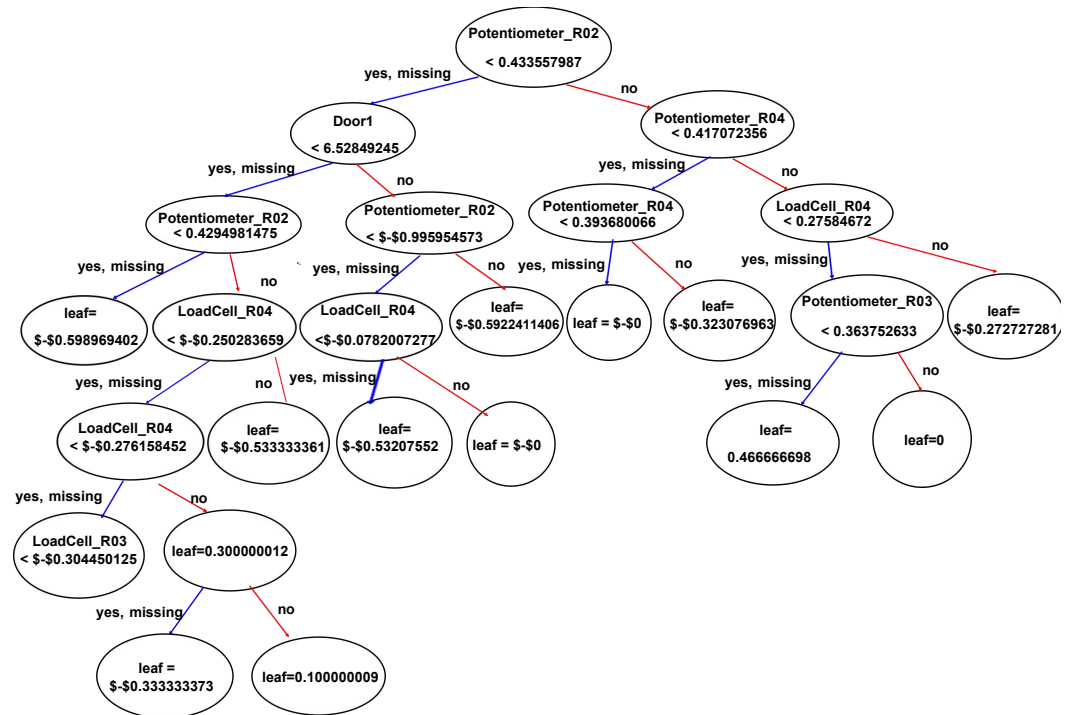 Potentiometer_R02
< 0.433557987
yes, missing
no
Door1
< 6.52849245
Potentiometer_R04
< 0.417072356
yes, missing
no
yes, missing
no
Potentiometer_R02
< 0.4294981475
Potentiometer_R02
< $-$0.995954573
Potentiometer_R04
< 0.393680066
LoadCell_R04
< 0.27584672
yes, missing
no
yes, missing
no
yes, missing
no
yes, missing
no
leaf=
$-$0.598969402
LoadCell_R04
< $-$0.250283659
LoadCell_R04
<$-$0.0782007277
leaf=
$-$0.5922411406
leaf = $-$0
leaf=
$-$0.323076963
Potentiometer_R03
< 0.363752633
leaf=
$-$0.272727281
yes, missing
no
yes, missing
no
yes, missing
no
LoadCell_R04
< $-$0.276158452
leaf=
$-$0.533333361
leaf=
$-$0.53207552
leaf = $-$0
leaf=
0.466666698
leaf=0
yes, missing
no
LoadCell_R03
< $-$0.304450125
leaf=0.300000012
yes, missing
no
leaf =
$-$0.333333373
leaf=0.100000009